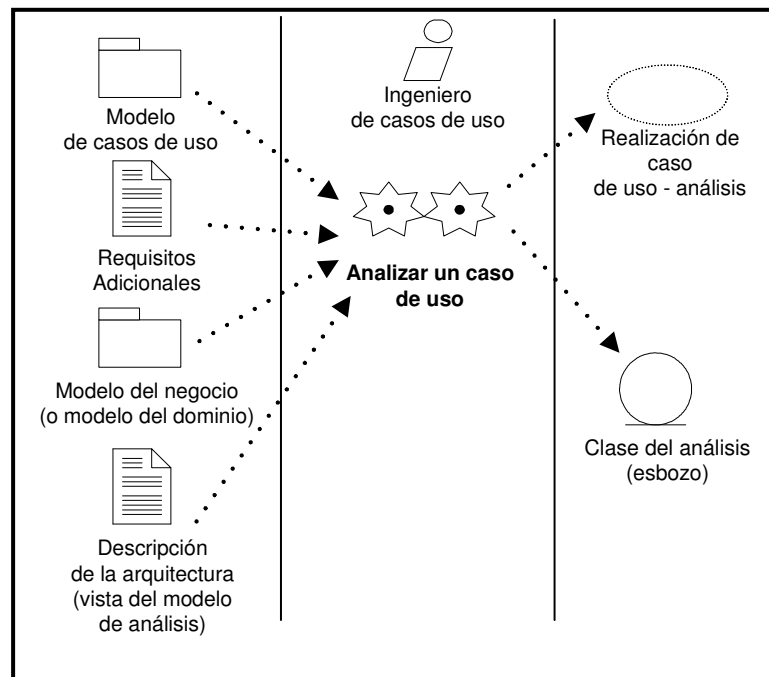 Modelo
de casos de uso
Requisitos
Adicionales
Modelo del negocio
(o modelo del dominio)
Descripción
de la arquitectura
(vista del modelo
de análisis)
Ingeniero
de casos de uso
Analizar un caso
de uso
Realización de
caso
de uso - análisis
Clase del análisis
(esbozo)